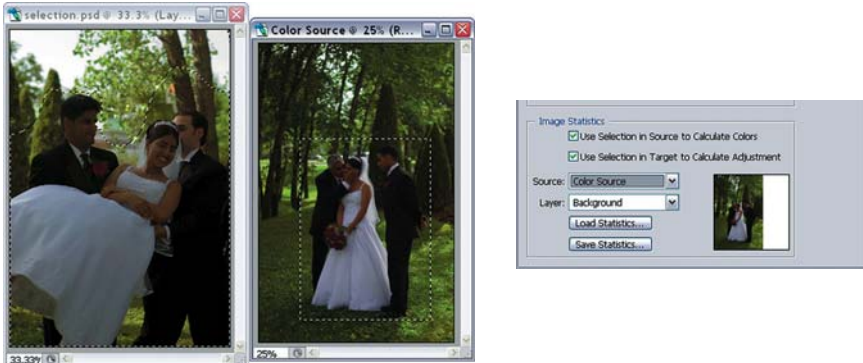 selection.psd @ 33.3% (Lay...
Color Source @ 25% (R...
33.33%
25%
Image Statistics
Use Selection in Source to Calculate Colors
Use Selection in Target to Calculate Adjustment
Source: Color Source
Layer: Background
Load Statistics...
Save Statistics...